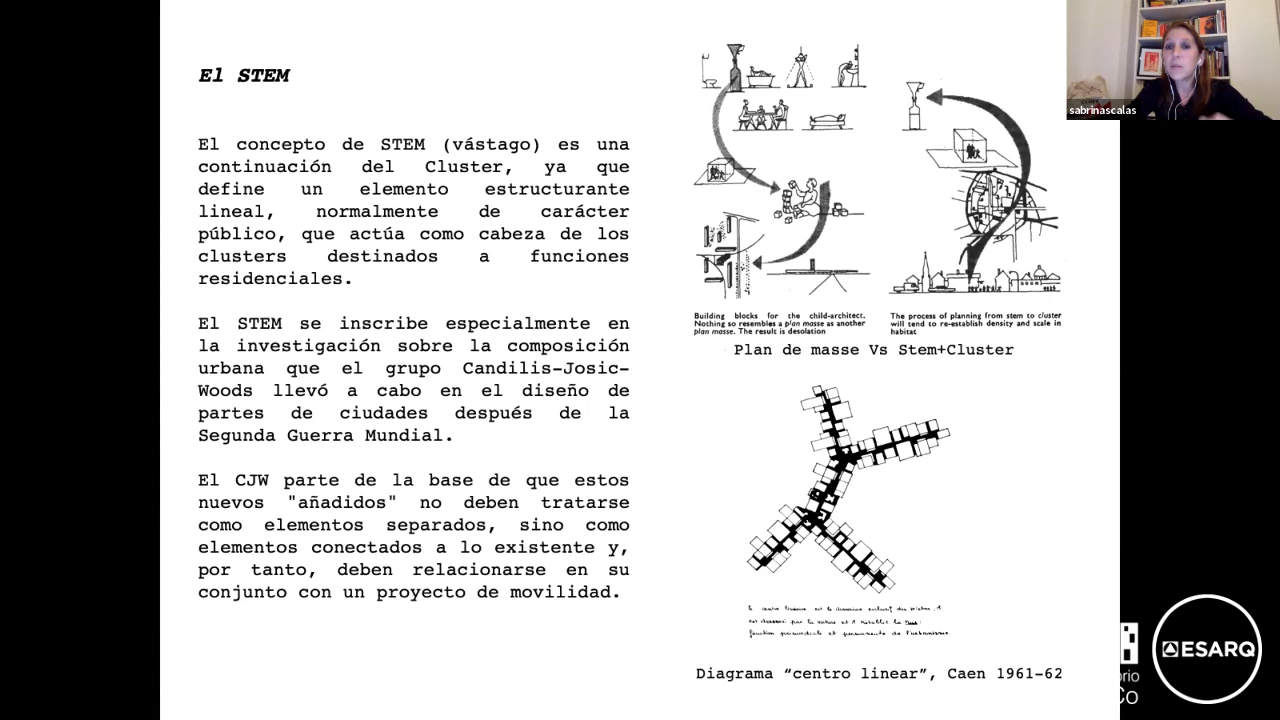 El STEM
El concepto de STEM (vástago) es una
continuación del Cluster, ya que
define un elemento estructurante
lineal, normalmente de carácter
público, que actúa como cabeza de los
clusters destinados a funciones
residenciales.
El STEM se inscribe especialmente en
la investigación sobre la composición
urbana que el grupo Candilis-Josic-
Woods llevó a cabo en el diseño de
partes de ciudades después de la
Segunda Guerra Mundial.
El CJW parte de la base de que estos
nuevos "añadidos" no deben tratarse
como elementos separados, sino como
elementos conectados a lo existente y,
por tanto, deben relacionarse en su
conjunto con un proyecto de movilidad.
Building blocks for the child-architect.
Nothing so resembles a plan masse as another
plan masse. The result is desolation
The process of planning from stem to cluster
will tend to re-establish density and scale in
habitat
Plan de masse Vs Stem+Cluster
Diagrama “centro linear”, Caen 1961-62
sabrinascalas
ESARQ